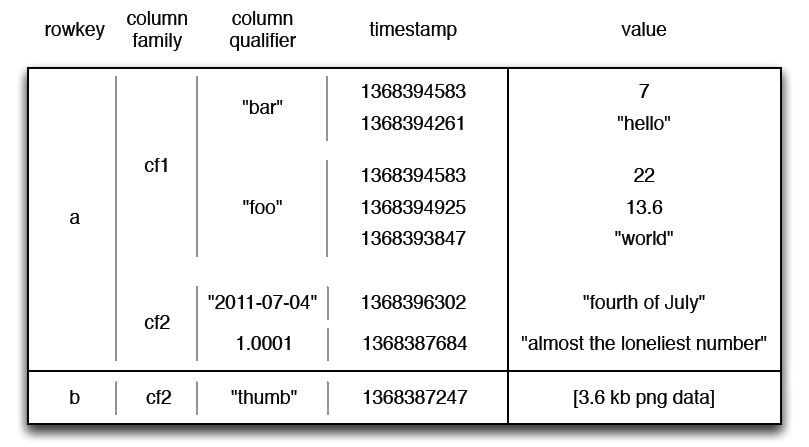 rowkey column family column qualifier timestamp value
a cf1 "bar" 1368394583 7
1368394261 "hello"
"foo" 1368394583 22
1368394925 13.6
1368393847 "world"
cf2 "2011-07-04" 1368396302 "fourth of July"
1.0001 1368387684 "almost the loneliest number"
b cf2 "thumb" 1368387247 [3.6 kb png data]